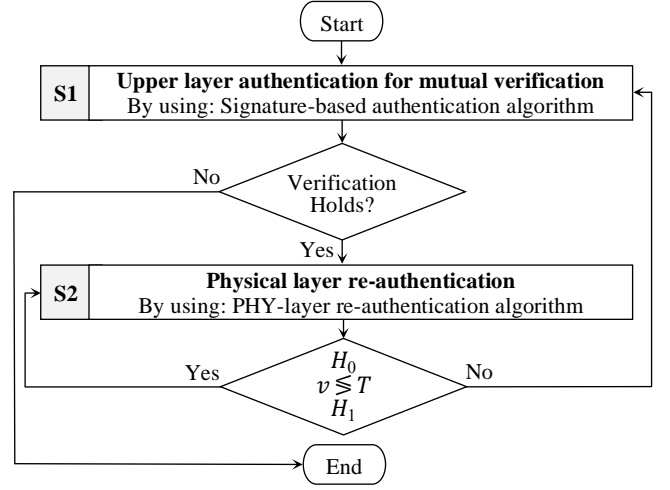 Start
S1
Upper layer authentication for mutual verification
By using: Signature-based authentication algorithm
No
Verification
Holds?
Yes
S2
Physical layer re-authentication
By using: PHY-layer re-authentication algorithm
Yes
H₀
v ≶ T
H₁
No
End